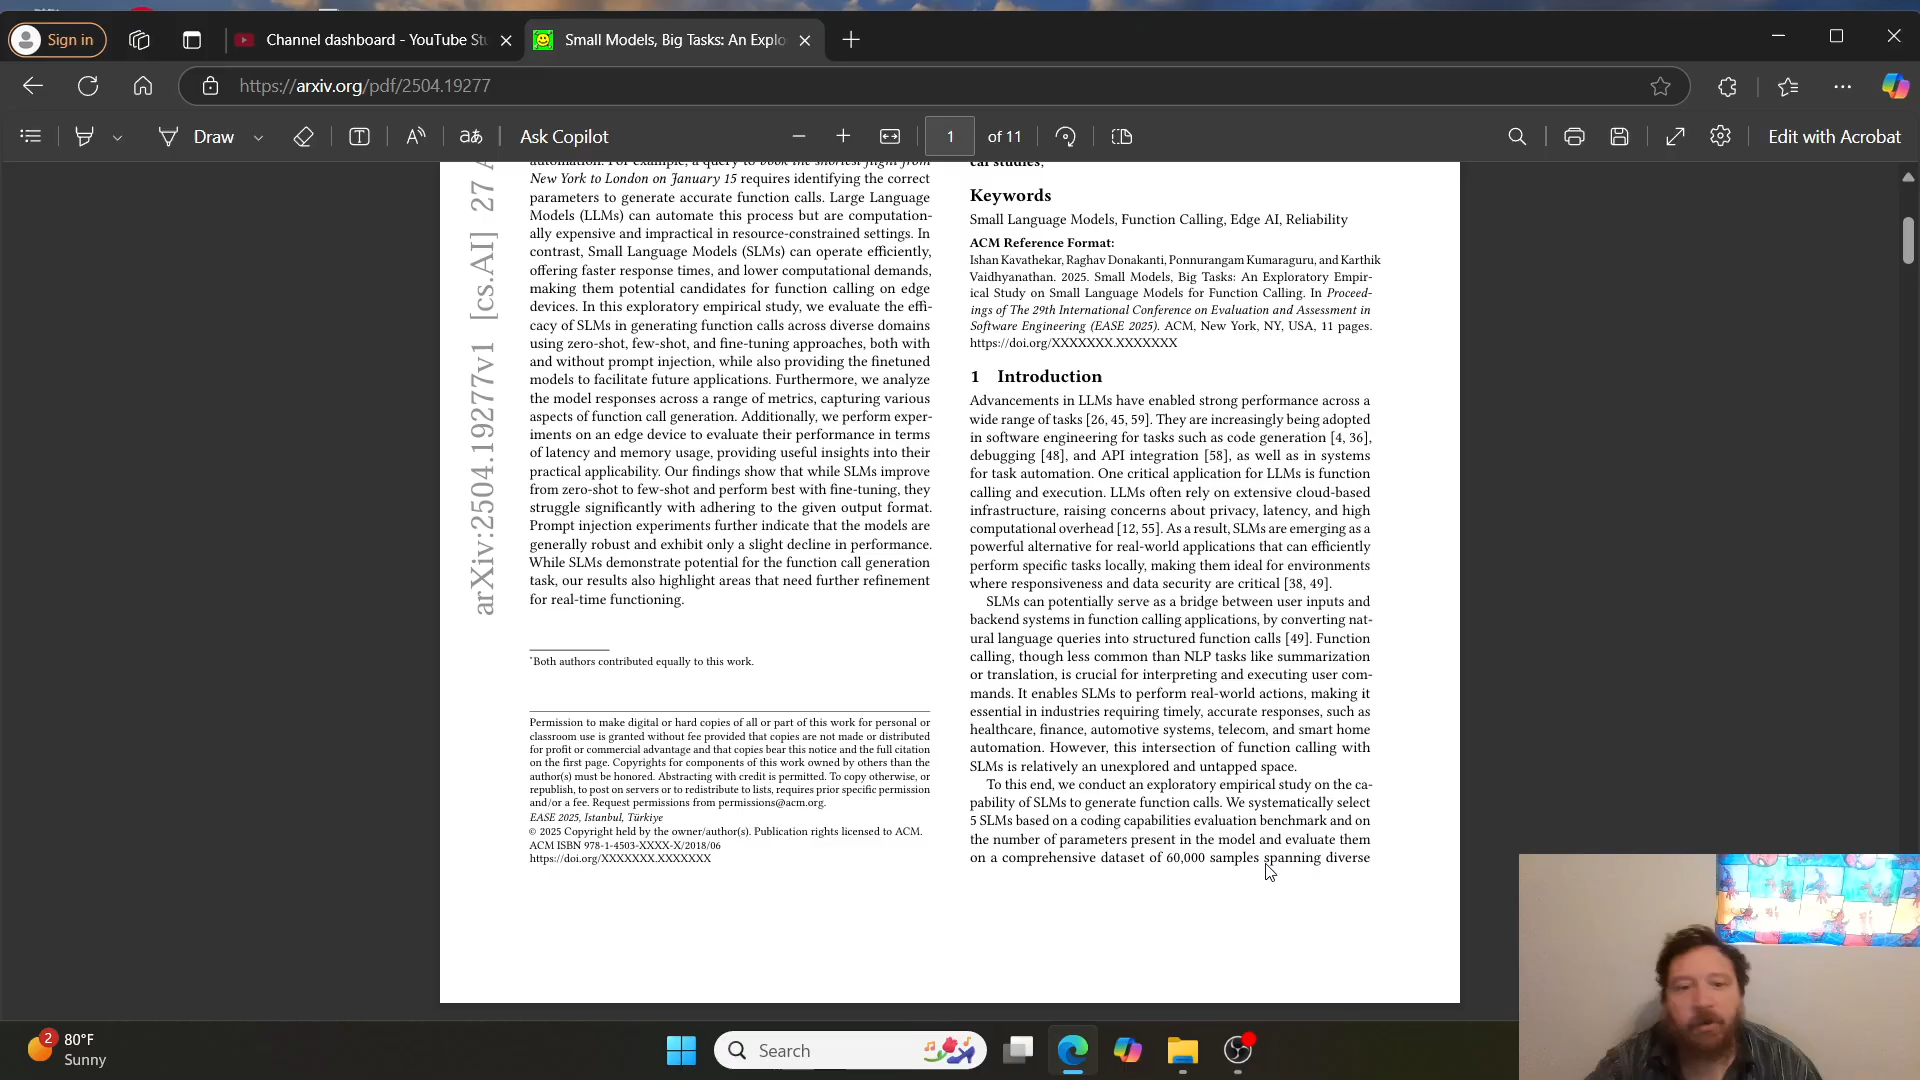 Sign in
Channel dashboard - YouTube Stu
Small Models, Big Tasks: An Explo
https://arxiv.org/pdf/2504.19277
Draw
Ask Copilot
1 of 11
Edit with Acrobat
arXiv:2504.19277v1 [cs.AI] 27 A
automation. For example, a query to book the shortest flight from
New York to London on January 15 requires identifying the correct
parameters to generate accurate function calls. Large Language
Models (LLMs) can automate this process but are computation-
ally expensive and impractical in resource-constrained settings. In
contrast, Small Language Models (SLMs) can operate efficiently,
offering faster response times, and lower computational demands,
making them potential candidates for function calling on edge
devices. In this exploratory empirical study, we evaluate the effi-
cacy of SLMs in generating function calls across diverse domains
using zero-shot, few-shot, and fine-tuning approaches, both with
and without prompt injection, while also providing the finetuned
models to facilitate future applications. Furthermore, we analyze
the model responses across a range of metrics, capturing various
aspects of function call generation. Additionally, we perform exper-
iments on an edge device to evaluate their performance in terms
of latency and memory usage, providing useful insights into their
practical applicability. Our findings show that while SLMs improve
from zero-shot to few-shot and perform best with fine-tuning, they
struggle significantly with adhering to the given output format.
Prompt injection experiments further indicate that the models are
generally robust and exhibit only a slight decline in performance.
While SLMs demonstrate potential for the function call generation
task, our results also highlight areas that need further refinement
for real-time functioning.
*Both authors contributed equally to this work.
Permission to make digital or hard copies of all or part of this work for personal or
classroom use is granted without fee provided that copies are not made or distributed
for profit or commercial advantage and that copies bear this notice and the full citation
on the first page. Copyrights for components of this work owned by others than the
author(s) must be honored. Abstracting with credit is permitted. To copy otherwise, or
republish, to post on servers or to redistribute to lists, requires prior specific permission
and/or a fee. Request permissions from permissions@acm.org.
EASE 2025, Istanbul, Türkiye
© 2025 Copyright held by the owner/author(s). Publication rights licensed to ACM.
ACM ISBN 978-1-4503-XXXX-X/2018/06
https://doi.org/XXXXXXX.XXXXXXX
cal studies,
Keywords
Small Language Models, Function Calling, Edge AI, Reliability
ACM Reference Format:
Ishan Kavathekar, Raghav Donakanti, Ponnurangam Kumaraguru, and Karthik
Vaidhyanathan. 2025. Small Models, Big Tasks: An Exploratory Empir-
ical Study on Small Language Models for Function Calling. In Proceed-
ings of The 29th International Conference on Evaluation and Assessment in
Software Engineering (EASE 2025). ACM, New York, NY, USA, 11 pages.
https://doi.org/XXXXXXX.XXXXXXX
1 Introduction
Advancements in LLMs have enabled strong performance across a
wide range of tasks [26, 45, 59]. They are increasingly being adopted
in software engineering for tasks such as code generation [4, 36],
debugging [48], and API integration [58], as well as in systems
for task automation. One critical application for LLMs is function
calling and execution. LLMs often rely on extensive cloud-based
infrastructure, raising concerns about privacy, latency, and high
computational overhead [12, 55]. As a result, SLMs are emerging as a
powerful alternative for real-world applications that can efficiently
perform specific tasks locally, making them ideal for environments
where responsiveness and data security are critical [38, 49].
SLMs can potentially serve as a bridge between user inputs and
backend systems in function calling applications, by converting nat-
ural language queries into structured function calls [49]. Function
calling, though less common than NLP tasks like summarization
or translation, is crucial for interpreting and executing user com-
mands. It enables SLMs to perform real-world actions, making it
essential in industries requiring timely, accurate responses, such as
healthcare, finance, automotive systems, telecom, and smart home
automation. However, this intersection of function calling with
SLMs is relatively an unexplored and untapped space.
To this end, we conduct an exploratory empirical study on the ca-
pability of SLMs to generate function calls. We systematically select
5 SLMs based on a coding capabilities evaluation benchmark and on
the number of parameters present in the model and evaluate them
on a comprehensive dataset of 60,000 samples spanning diverse
2
80°F
Sunny
Search